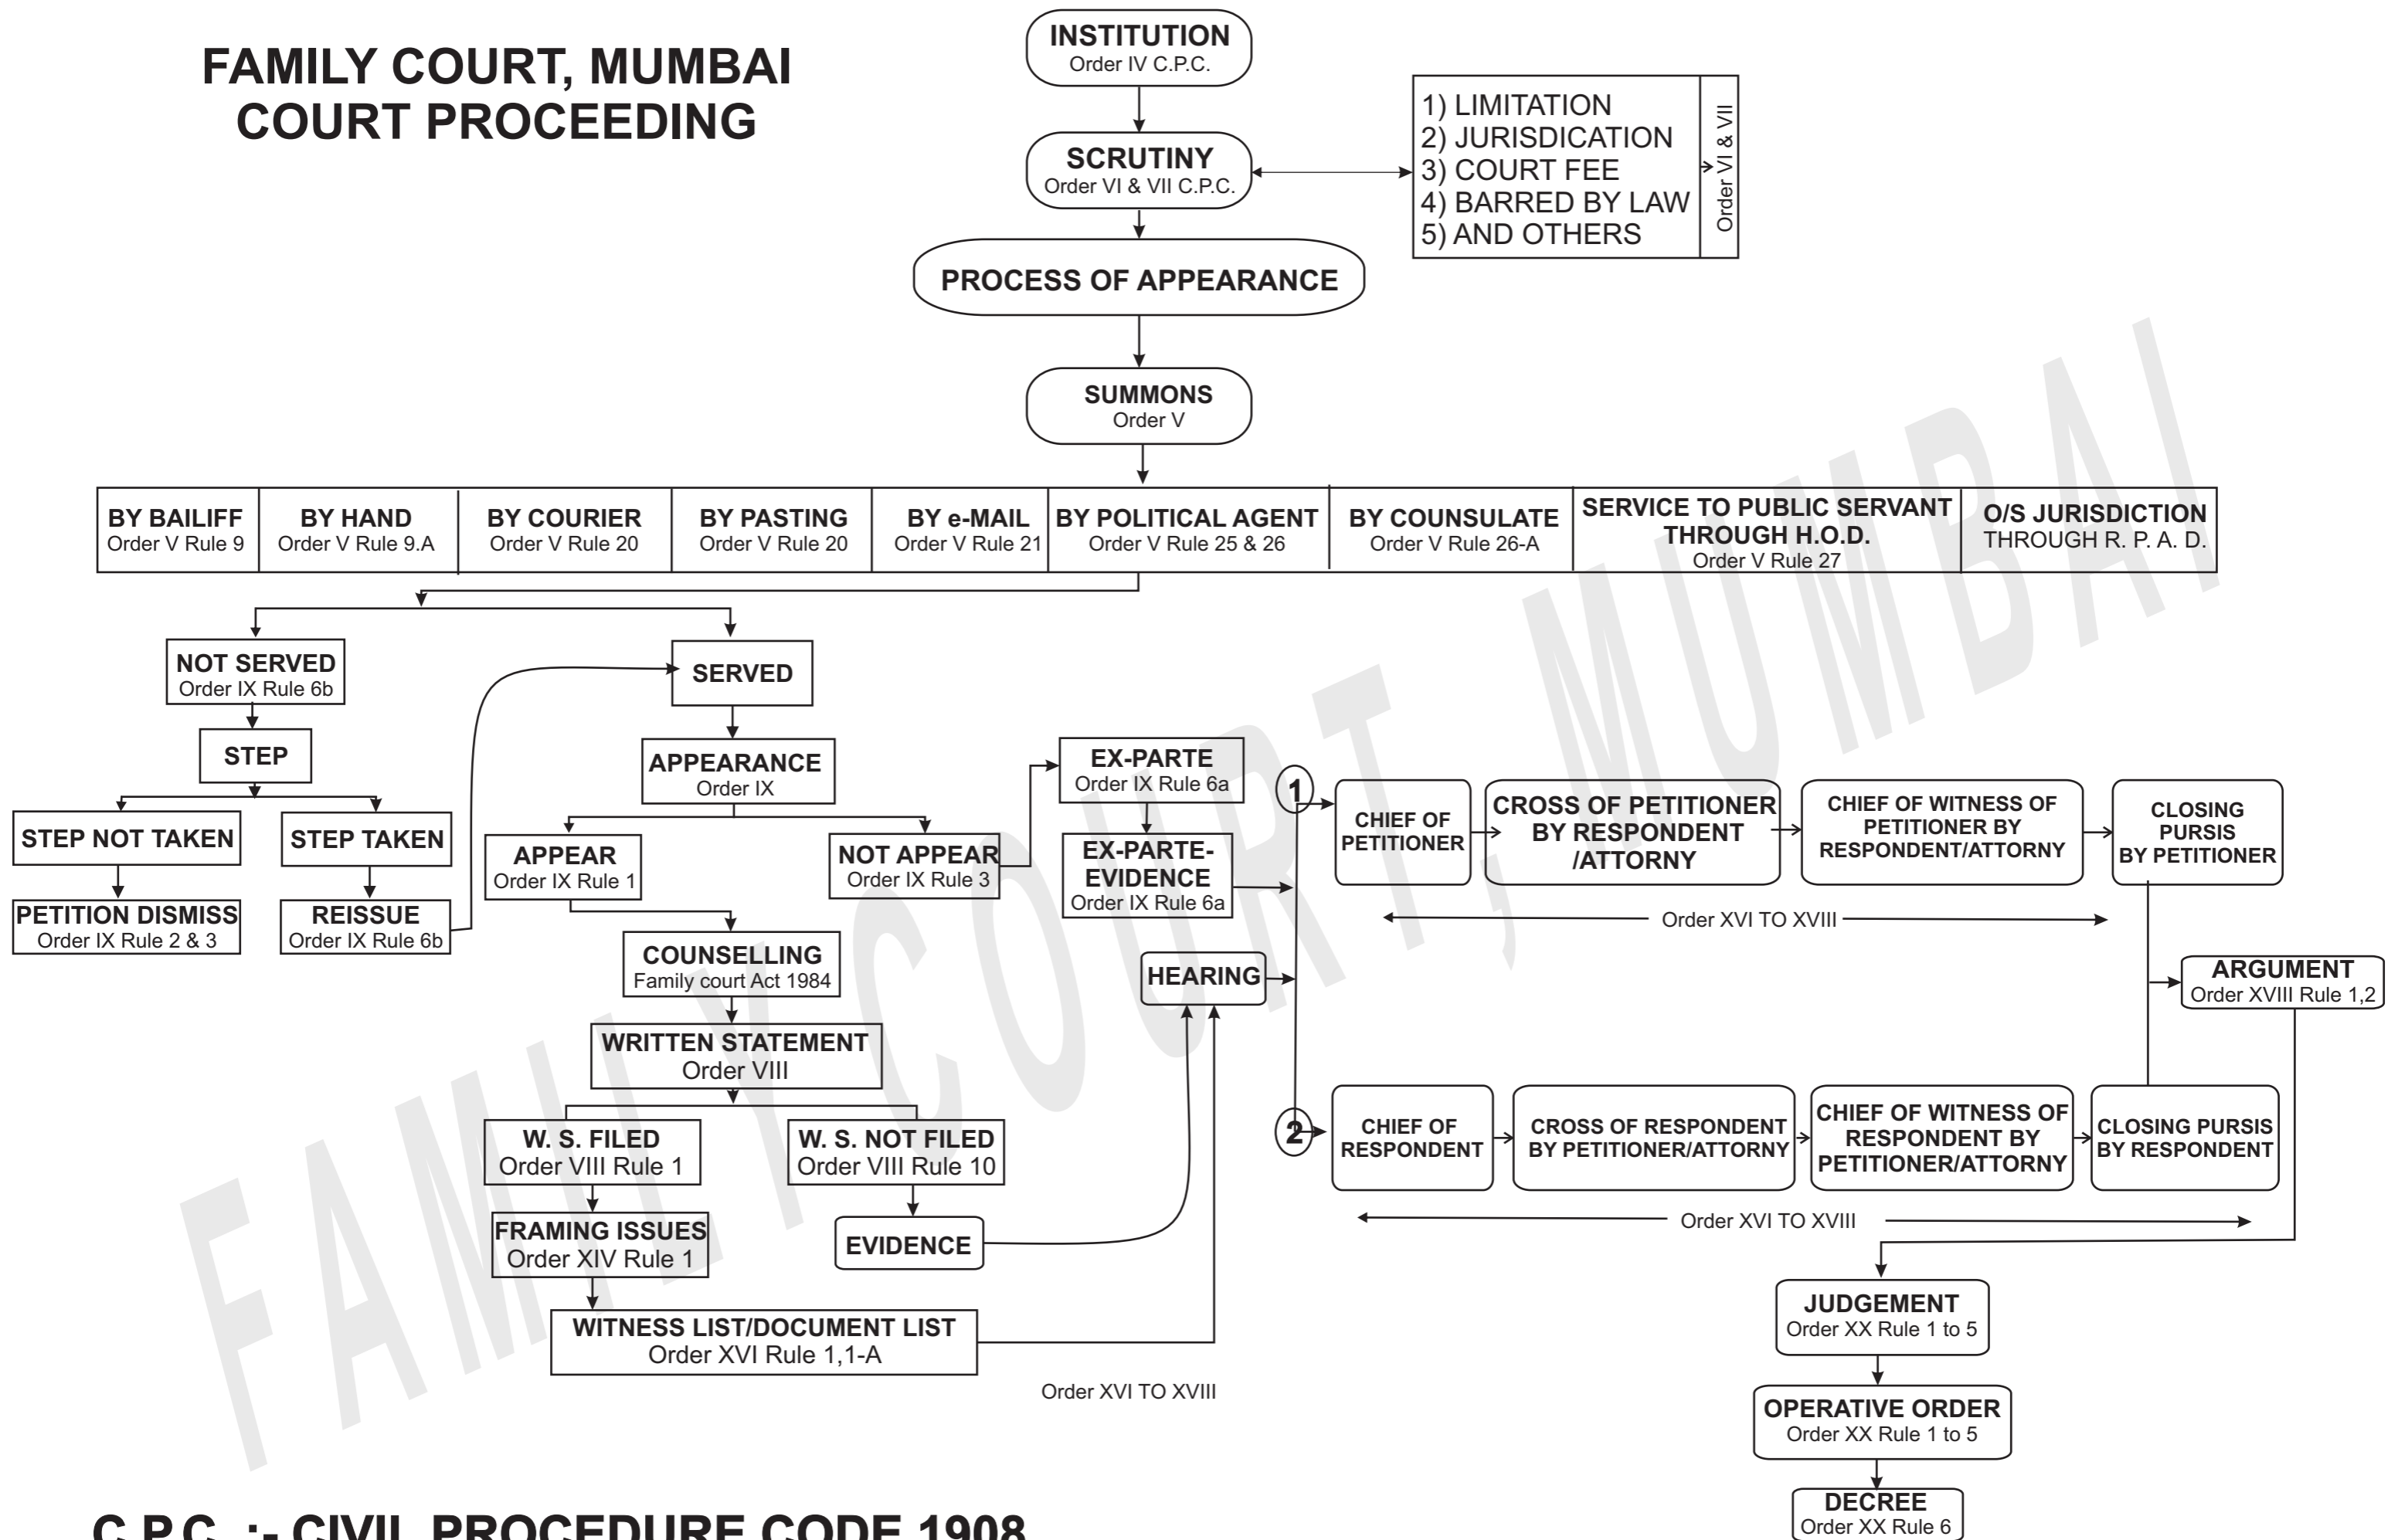 FAMILY COURT, MUMBAI
COURT PROCEEDING
INSTITUTION
Order IV C.P.C.
SCRUTINY
Order VI & VII C.P.C.
1) LIMITATION
2) JURISDICATION
3) COURT FEE
4) BARRED BY LAW
5) AND OTHERS
Order VI & VII
PROCESS OF APPEARANCE
SUMMONS
Order V
BY BAILIFF
Order V Rule 9
BY HAND
Order V Rule 9.A
BY COURIER
Order V Rule 20
BY PASTING
Order V Rule 20
BY e-MAIL
Order V Rule 21
BY POLITICAL AGENT
Order V Rule 25 & 26
BY COUNSULATE
Order V Rule 26-A
SERVICE TO PUBLIC SERVANT
THROUGH H.O.D.
Order V Rule 27
O/S JURISDICTION
THROUGH R. P. A. D.
NOT SERVED
Order IX Rule 6b
SERVED
STEP
STEP NOT TAKEN
STEP TAKEN
PETITION DISMISS
Order IX Rule 2 & 3
REISSUE
Order IX Rule 6b
APPEARANCE
Order IX
APPEAR
Order IX Rule 1
NOT APPEAR
Order IX Rule 3
EX-PARTE
Order IX Rule 6a
EX-PARTE-
EVIDENCE
Order IX Rule 6a
COUNSELLING
Family court Act 1984
WRITTEN STATEMENT
Order VIII
W. S. FILED
Order VIII Rule 1
W. S. NOT FILED
Order VIII Rule 10
FRAMING ISSUES
Order XIV Rule 1
EVIDENCE
WITNESS LIST/DOCUMENT LIST
Order XVI Rule 1,1-A
Order XVI TO XVIII
HEARING
1
CHIEF OF
PETITIONER
CROSS OF PETITIONER
BY RESPONDENT
/ATTORNY
CHIEF OF WITNESS OF
PETITIONER BY
RESPONDENT/ATTORNY
CLOSING
PURSIS
BY PETITIONER
Order XVI TO XVIII
ARGUMENT
Order XVIII Rule 1,2
2
CHIEF OF
RESPONDENT
CROSS OF RESPONDENT
BY PETITIONER/ATTORNY
CHIEF OF WITNESS OF
RESPONDENT BY
PETITIONER/ATTORNY
CLOSING PURSIS
BY RESPONDENT
Order XVI TO XVIII
JUDGEMENT
Order XX Rule 1 to 5
OPERATIVE ORDER
Order XX Rule 1 to 5
DECREE
Order XX Rule 6
C.P.C. :- CIVIL PROCEDURE CODE 1908
FAMILY COURT, MUMBAI